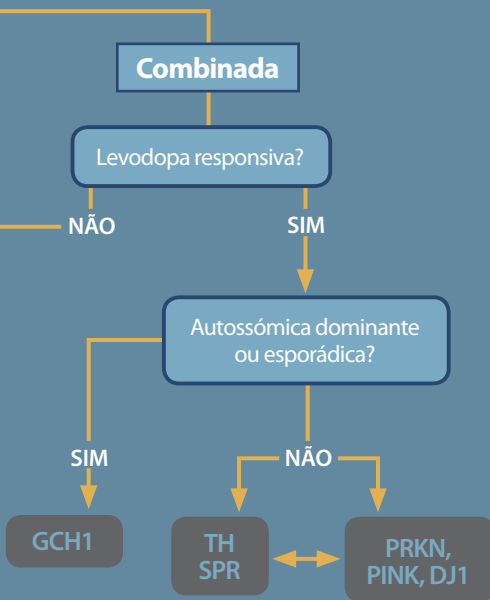 Combinada
Levodopa responsiva?
NÃO
SIM
Autossómica dominante
ou esporádica?
SIM
NÃO
GCH1
TH
SPR
PRKN,
PINK, DJ1